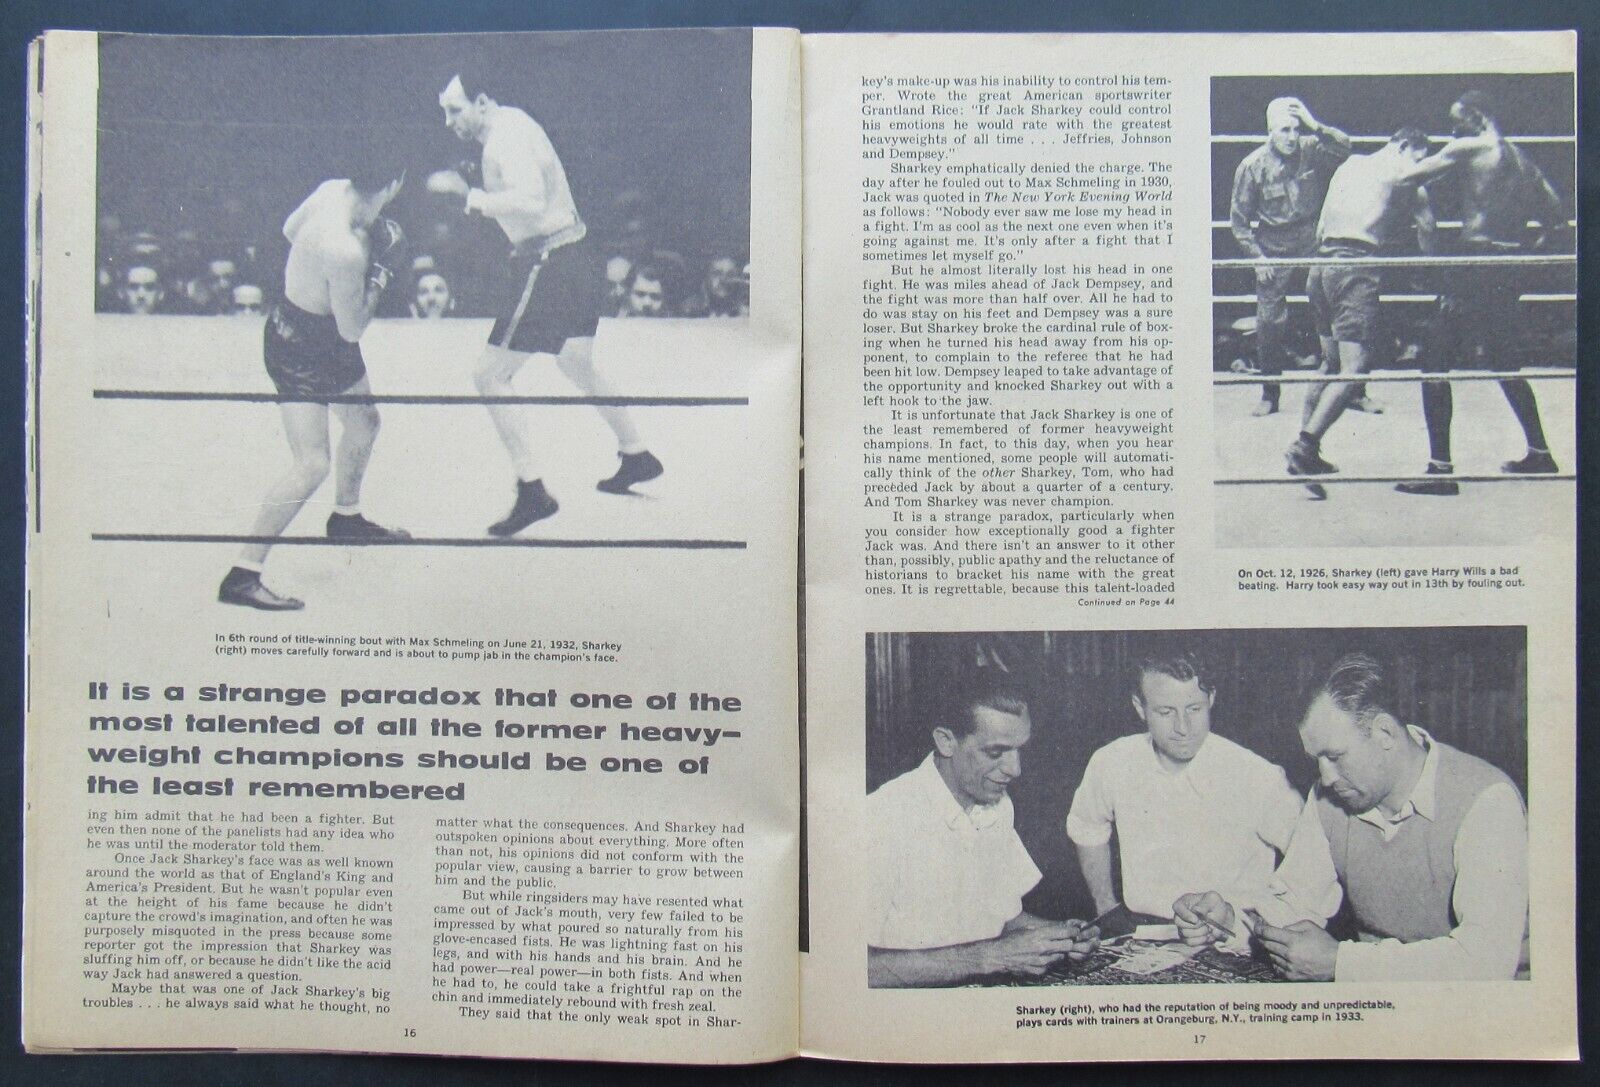 In 6th round of title-winning bout with Max Schmeling on June 21, 1932, Sharkey
(right) moves carefully forward and is about to pump jab in the champion's face.
It is a strange paradox that one of the
most talented of all the former heavy-
weight champions should be one of
the least remembered
ing him admit that he had been a fighter. But
even then none of the panelists had any idea who
he was until the moderator told them.
Once Jack Sharkey's face was as well known
around the world as that of England's King and
America's President. But he wasn't popular even
at the height of his fame because he didn't
capture the crowd's imagination, and often he was
purposely misquoted in the press because some
reporter got the impression that Sharkey was
sluffing him off, or because he didn't like the acid
way Jack had answered a question.
Maybe that was one of Jack Sharkey's big
troubles . . . he always said what he thought, no
matter what the consequences. And Sharkey had
outspoken opinions about everything. More often
than not, his opinions did not conform with the
popular view, causing a barrier to grow between
him and the public.
But while ringsiders may have resented what
came out of Jack's mouth, very few failed to be
impressed by what poured so naturally from his
glove-encased fists. He was lightning fast on his
legs, and with his hands and his brain. And he
had power—real power—in both fists. And when
he had to, he could take a frightful rap on the
chin and immediately rebound with fresh zeal.
They said that the only weak spot in Shar-
16
key's make-up was his inability to control his tem-
per. Wrote the great American sportswriter
Grantland Rice: "If Jack Sharkey could control
his emotions he would rate with the greatest
heavyweights of all time . . . Jeffries, Johnson
and Dempsey."
Sharkey emphatically denied the charge. The
day after he fouled out to Max Schmeling in 1930,
Jack was quoted in The New York Evening World
as follows: "Nobody ever saw me lose my head in
a fight. I'm as cool as the next one even when it's
going against me. It's only after a fight that I
sometimes let myself go."
But he almost literally lost his head in one
fight. He was miles ahead of Jack Dempsey, and
the fight was more than half over. All he had to
do was stay on his feet and Dempsey was a sure
loser. But Sharkey broke the cardinal rule of box-
ing when he turned his head away from his op-
ponent, to complain to the referee that he had
been hit low. Dempsey leaped to take advantage of
the opportunity and knocked Sharkey out with a
left hook to the jaw.
It is unfortunate that Jack Sharkey is one of
the least remembered of former heavyweight
champions. In fact, to this day, when you hear
his name mentioned, some people will automati-
cally think of the other Sharkey, Tom, who had
preceded Jack by about a quarter of a century.
And Tom Sharkey was never champion.
It is a strange paradox, particularly when
you consider how exceptionally good a fighter
Jack was. And there isn't an answer to it other
than, possibly, public apathy and the reluctance of
historians to bracket his name with the great
ones. It is regrettable, because this talent-loaded
Continued on Page 44
On Oct. 12, 1926, Sharkey (left) gave Harry Wills a bad
beating. Harry took easy way out in 13th by fouling out.
Sharkey (right), who had the reputation of being moody and unpredictable,
plays cards with trainers at Orangeburg, N.Y., training camp in 1933.
17